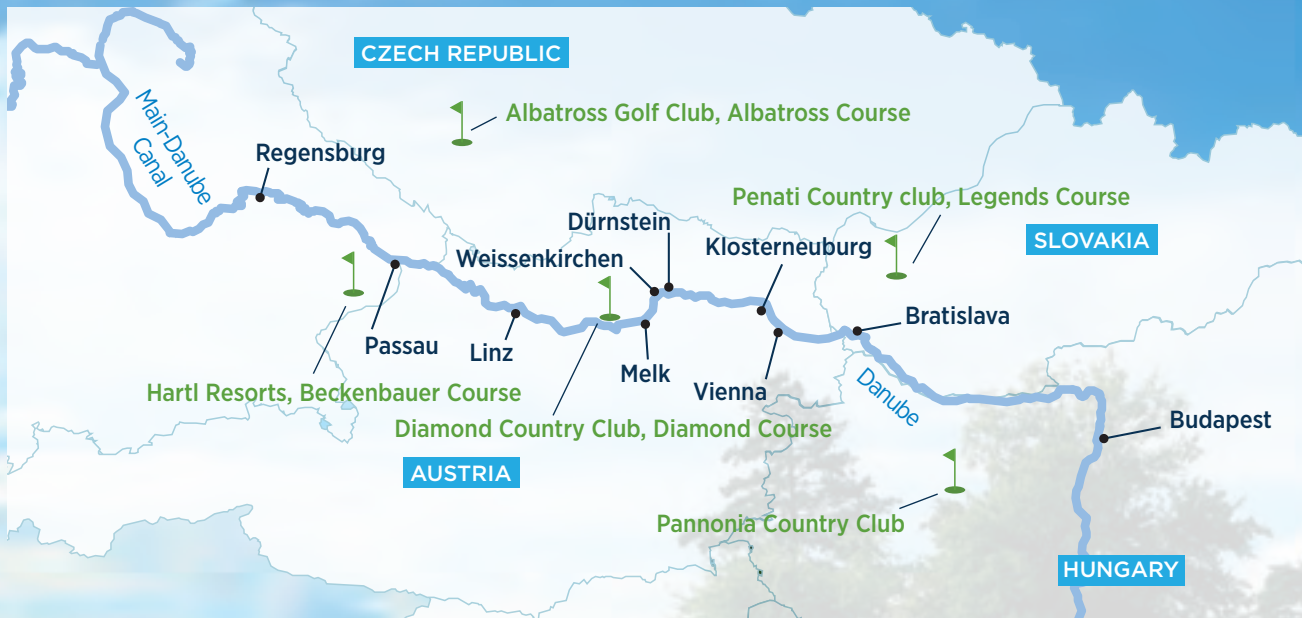 CZECH REPUBLIC
Albatross Golf Club, Albatross Course
Main-Danube
Canal
Regensburg
Penati Country club, Legends Course
Dürnstein
SLOVAKIA
Klosterneuburg
Weissenkirchen
Bratislava
Passau
Linz
Melk
Vienna
Hartl Resorts, Beckenbauer Course
Danube
Budapest
Diamond Country Club, Diamond Course
AUSTRIA
Pannonia Country Club
HUNGARY